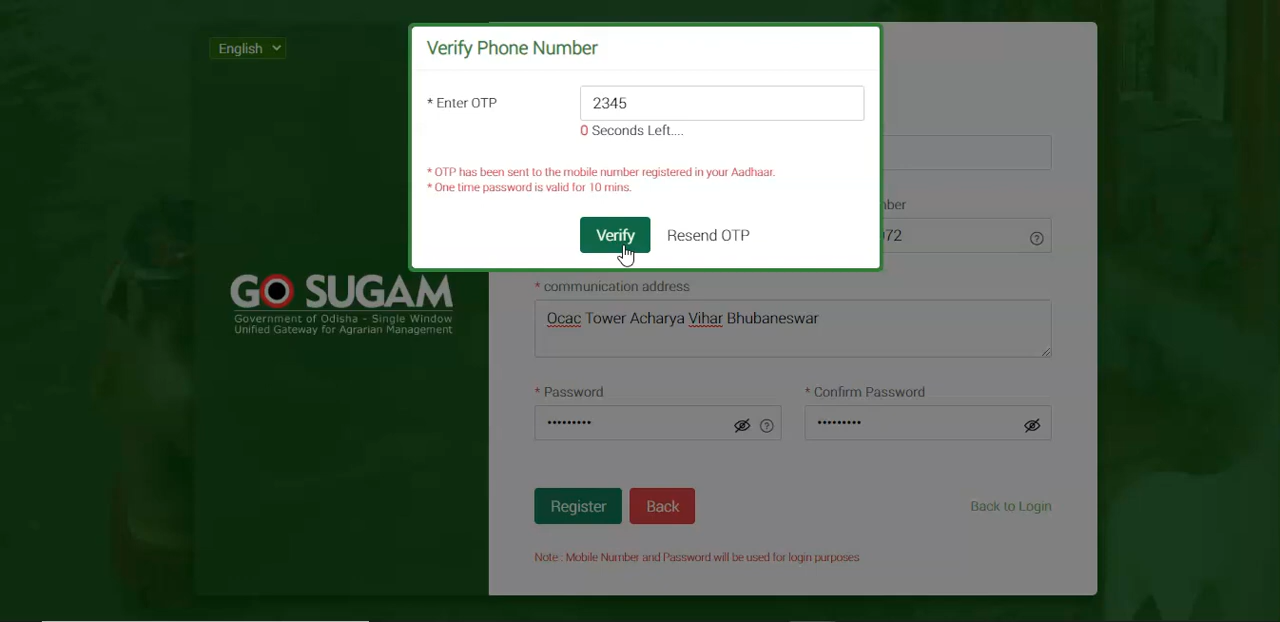 English
Verify Phone Number
* Enter OTP
2345
0 Seconds Left....
* OTP has been sent to the mobile number registered in your Aadhaar.
* One time password is valid for 10 mins.
Verify
Resend OTP
72
GO SUGAM
Government of Odisha - Single Window
Unified Gateway for Agrarian Management
* communication address
Ocac Tower Acharya Vihar Bhubaneswar
* Password
* Confirm Password
•••••••••
•••••••••
Register
Back
Back to Login
Note : Mobile Number and Password will be used for login purposes